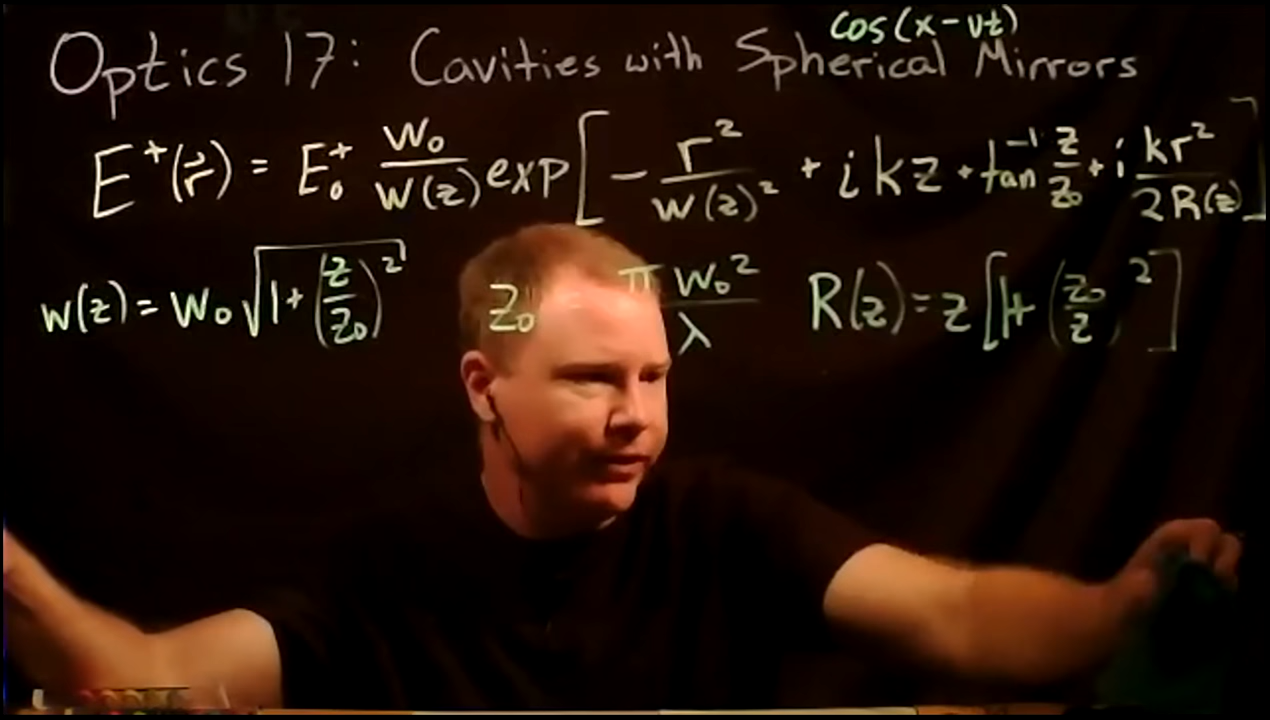 cos(x-vt)
Optics 17: Cavities with Spherical Mirrors
E⁺(r⃗) = E₀⁺ W₀/W(z) exp[-r²/W(z)² + ikz + tan⁻¹ z/z₀ + i kr²/2R(z)]
W(z) = W₀ √1+(z/z₀)² Z₀ πW₀²/λ R(z) = z[1+(z₀/z)²]